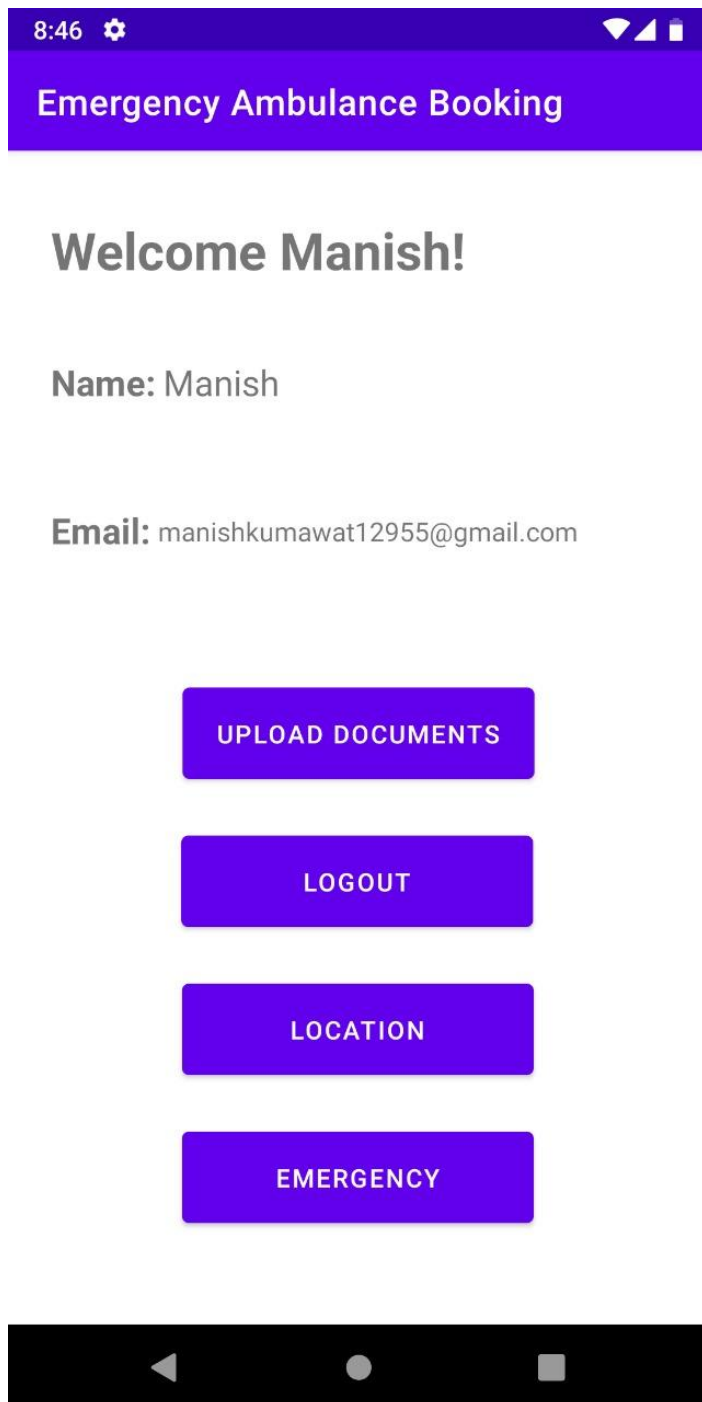 8:46
Emergency Ambulance Booking
Welcome Manish!
Name: Manish
Email: manishkumawat12955@gmail.com
UPLOAD DOCUMENTS
LOGOUT
LOCATION
EMERGENCY